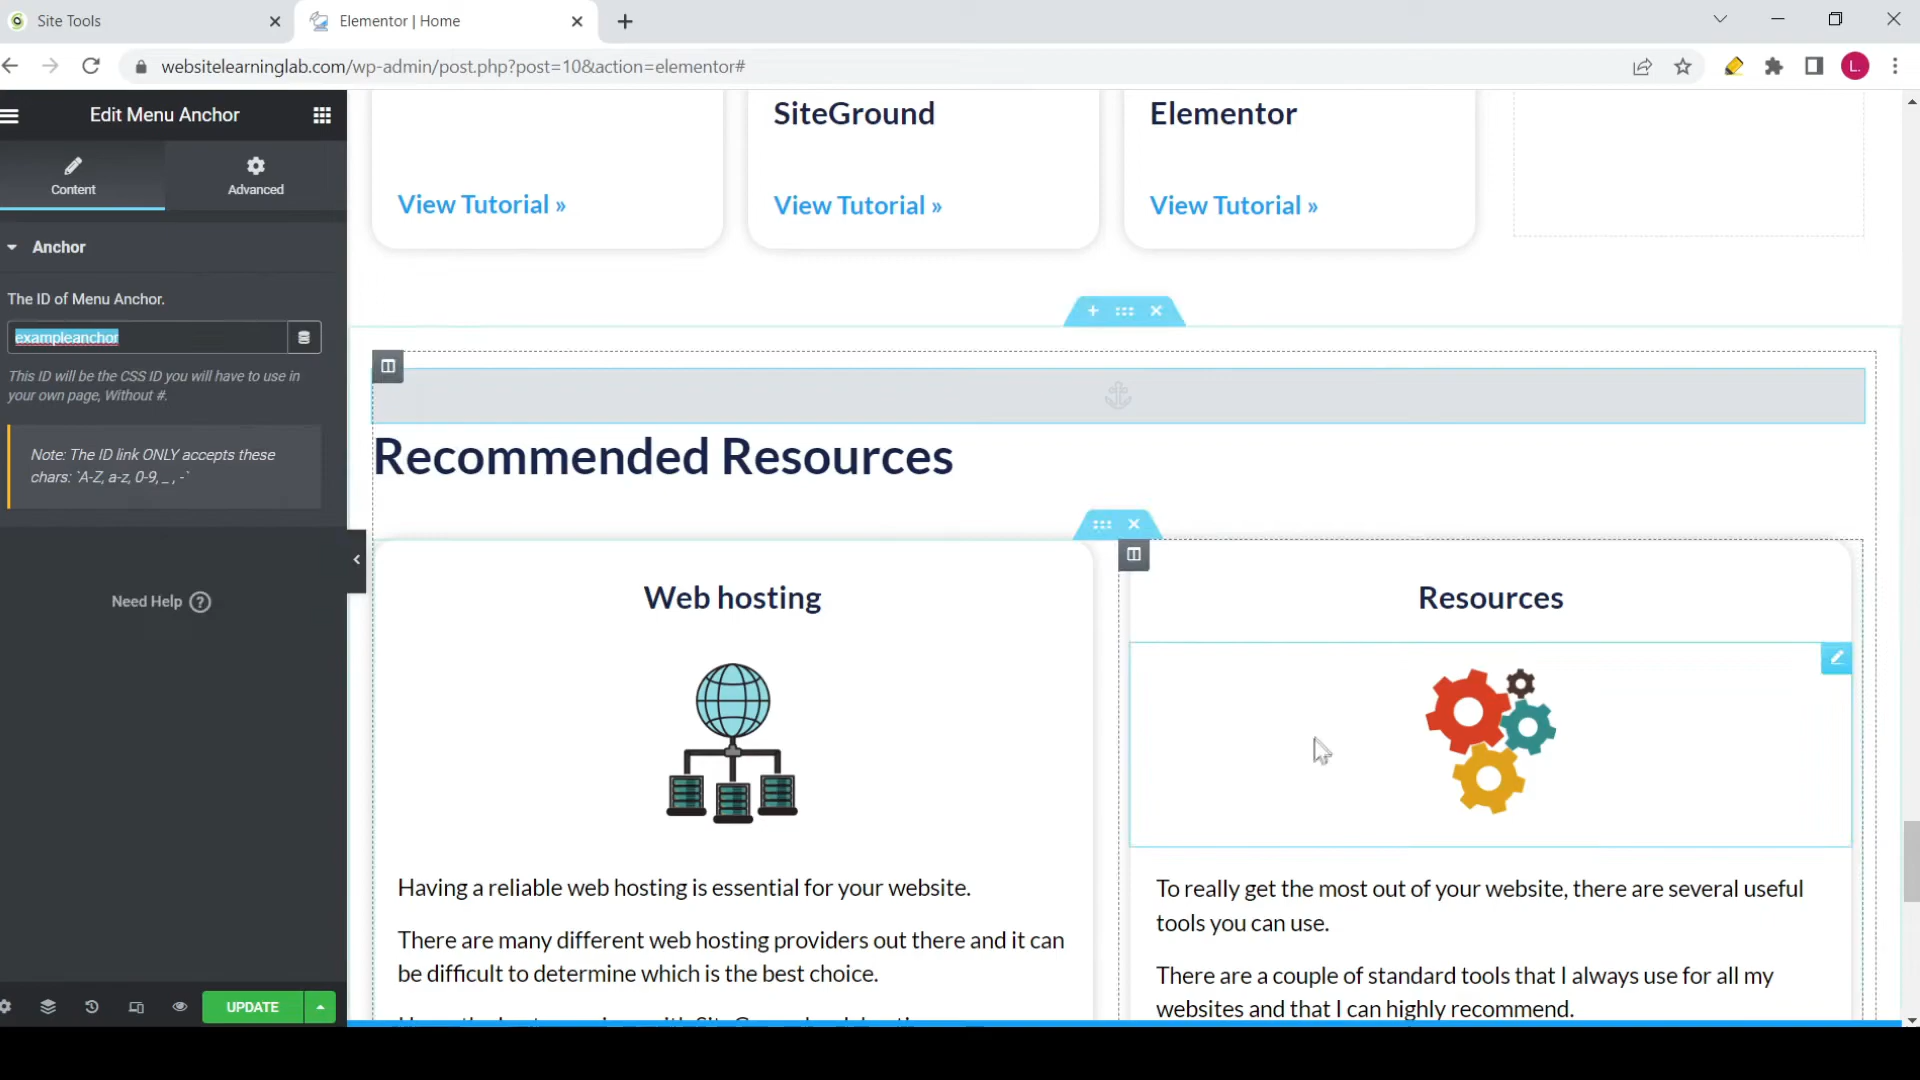 Site Tools
Elementor | Home
websitelearninglab.com/wp-admin/post.php?post=10&action=elementor#
L.
Edit Menu Anchor
Content
Advanced
Anchor
The ID of Menu Anchor.
exampleanchor
This ID will be the CSS ID you will have to use in
your own page, Without #.
Note: The ID link ONLY accepts these
chars: `A-Z, a-z, 0-9, _ , -`
Need Help
UPDATE
SiteGround
Elementor
View Tutorial »
View Tutorial »
View Tutorial »
Recommended Resources
Web hosting
Having a reliable web hosting is essential for your website.
There are many different web hosting providers out there and it can
be difficult to determine which is the best choice.
Resources
To really get the most out of your website, there are several useful
tools you can use.
There are a couple of standard tools that I always use for all my
websites and that I can highly recommend.